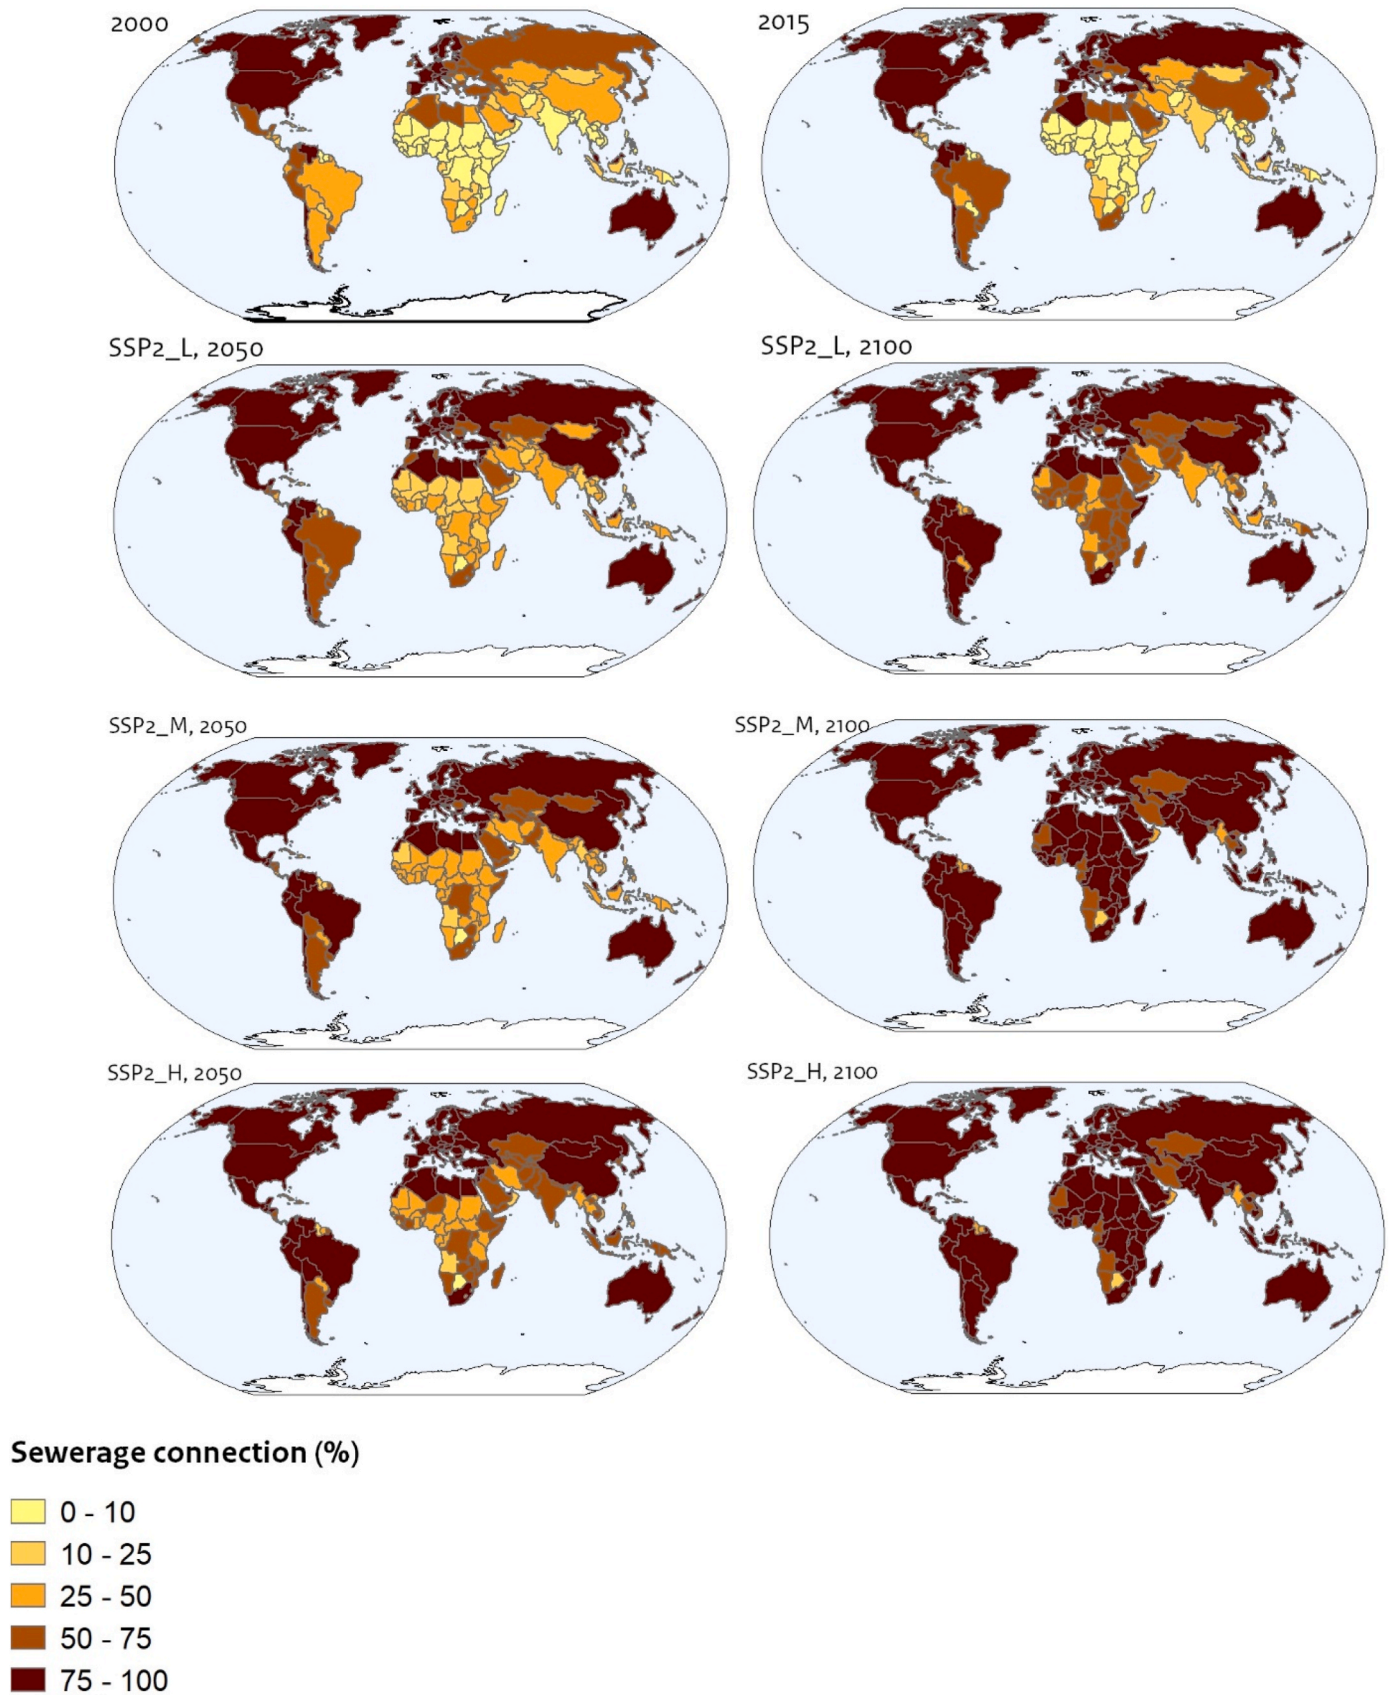 2000
2015
SSP2_L, 2050
SSP2_L, 2100
SSP2_M, 2050
SSP2_M, 2100
SSP2_H, 2050
SSP2_H, 2100
Sewerage connection (%)
0 - 10
10 - 25
25 - 50
50 - 75
75 - 100